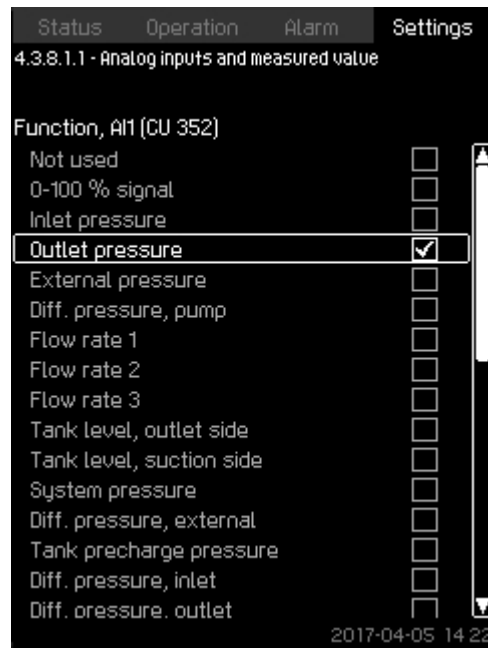 Status Operation Alarm Settings
4.3.8.1.1 - Analog inputs and measured value
Function, AI1 (CU 352)
Not used
0-100 % signal
Inlet pressure
Outlet pressure
External pressure
Diff. pressure, pump
Flow rate 1
Flow rate 2
Flow rate 3
Tank level, outlet side
Tank level, suction side
System pressure
Diff. pressure, external
Tank precharge pressure
Diff. pressure, inlet
Diff. pressure. outlet
2017-04-05 14 22